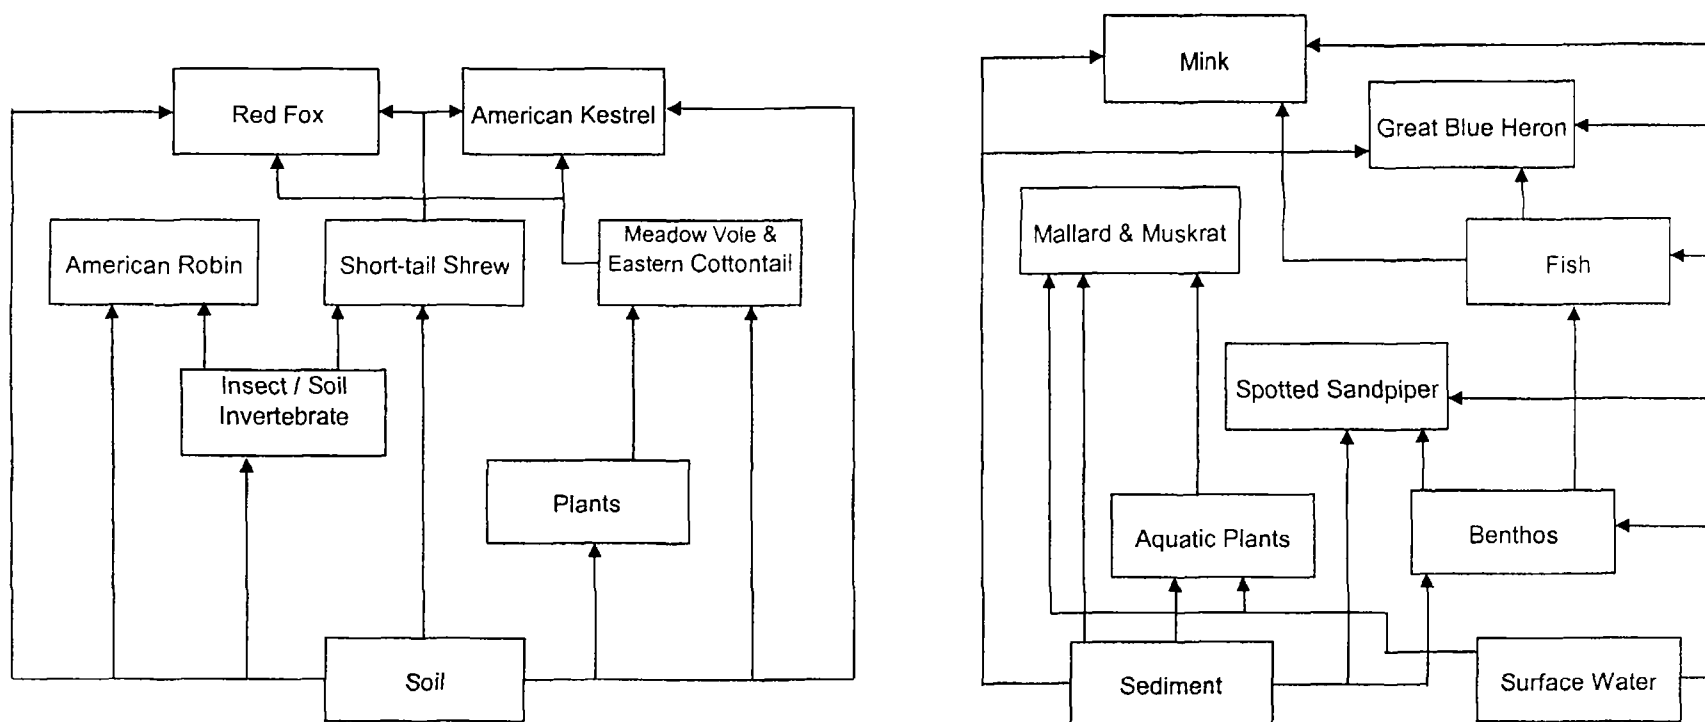 Red Fox
American Kestrel
American Robin
Short-tail Shrew
Meadow Vole &
Eastern Cottontail
Insect / Soil
Invertebrate
Plants
Soil
Mink
Great Blue Heron
Mallard & Muskrat
Fish
Spotted Sandpiper
Aquatic Plants
Benthos
Sediment
Surface Water